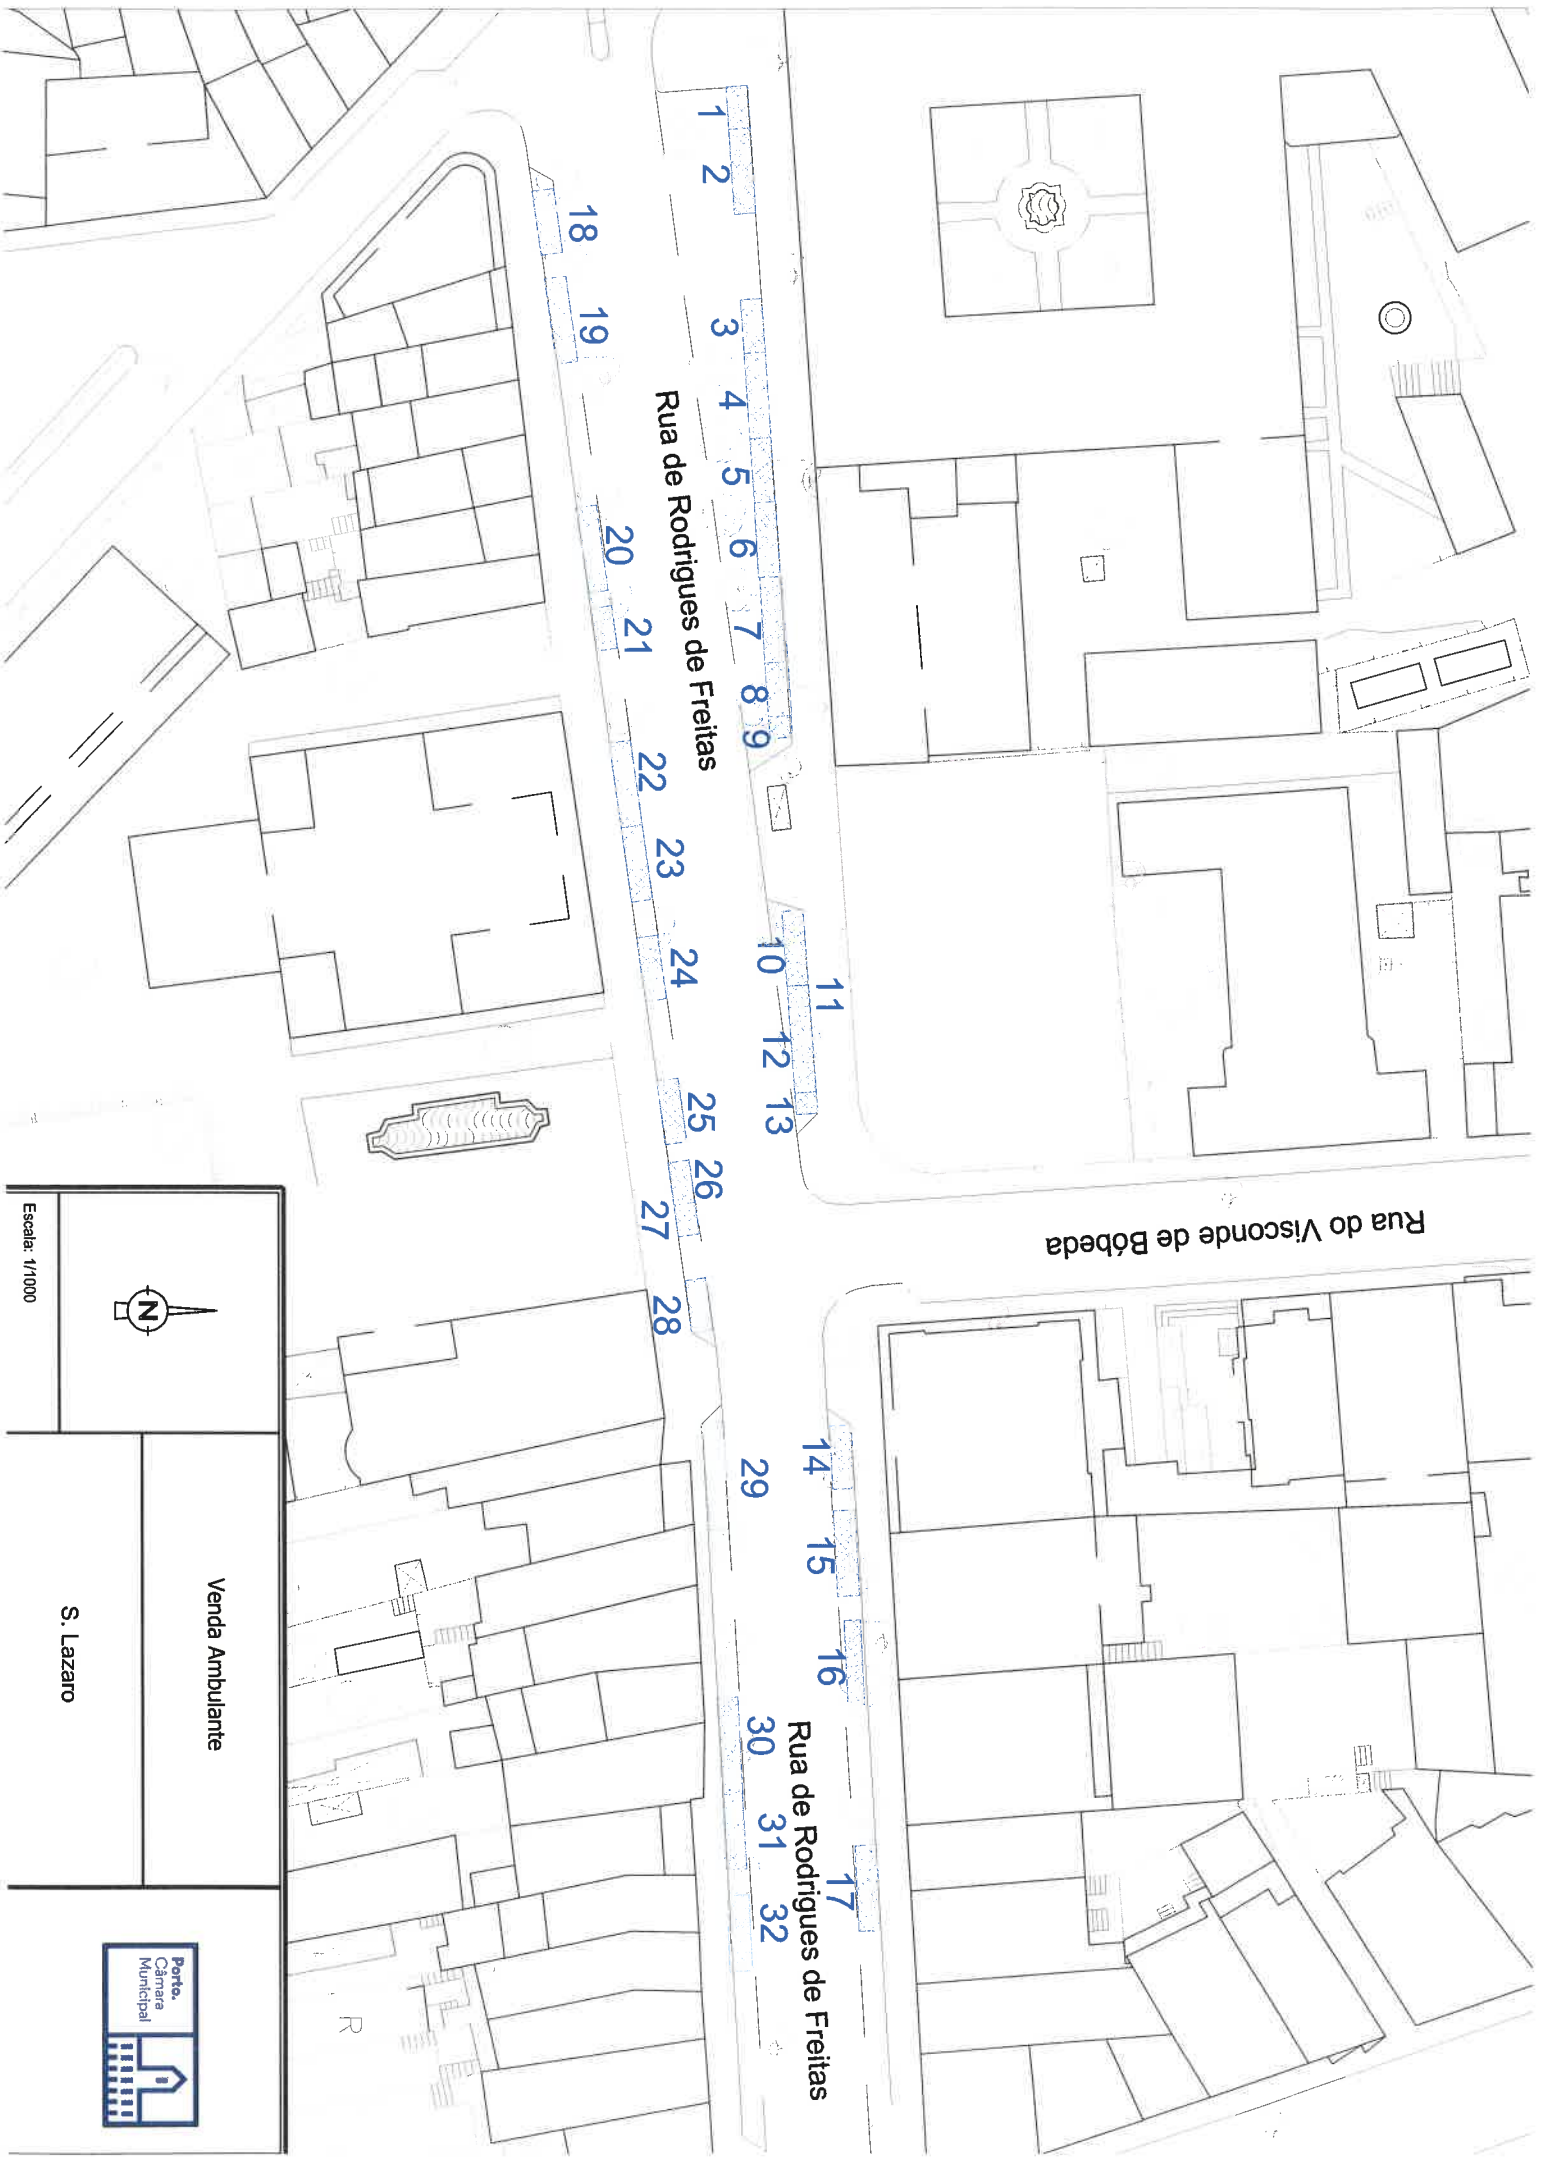 1
2
3
4
5
6
7
8
9
10
11
12
13
14
15
16
17
18
19
20
21
22
23
24
25
26
27
28
29
30
31
32
Rua de Rodrigues de Freitas
Rua de Rodrigues de Freitas
Rua do Visconde de Bóbeda
R
N
Escala: 1/1000
Venda Ambulante
S. Lazaro
Porto.
Câmara
Municipal